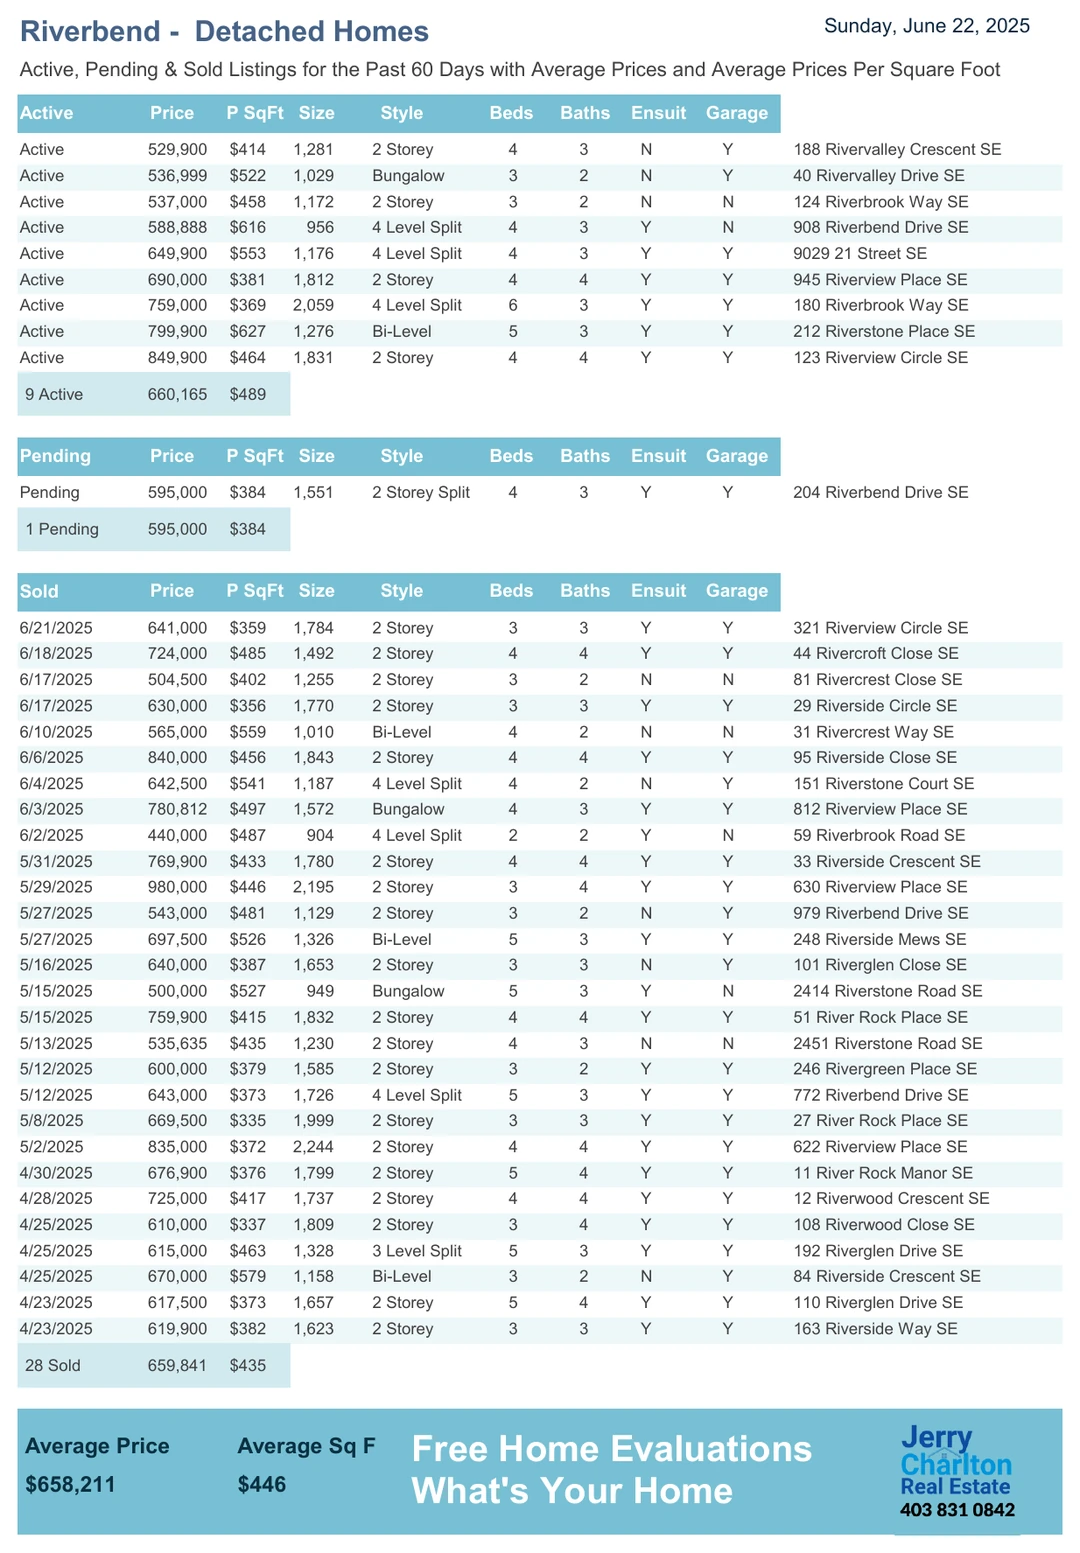 Riverbend -  Detached Homes
Sunday, June 22, 2025
Active, Pending & Sold Listings for the Past 60 Days with Average Prices and Average Prices Per Square Foot
Active Price P SqFt Size Style Beds Baths Ensuit Garage
Active 529,900 $414 1,281 2 Storey 4 3 N Y 188 Rivervalley Crescent SE
Active 536,999 $522 1,029 Bungalow 3 2 N Y 40 Rivervalley Drive SE
Active 537,000 $458 1,172 2 Storey 3 2 N N 124 Riverbrook Way SE
Active 588,888 $616 956 4 Level Split 4 3 Y N 908 Riverbend Drive SE
Active 649,900 $553 1,176 4 Level Split 4 3 Y Y 9029 21 Street SE
Active 690,000 $381 1,812 2 Storey 4 4 Y Y 945 Riverview Place SE
Active 759,000 $369 2,059 4 Level Split 6 3 Y Y 180 Riverbrook Way SE
Active 799,900 $627 1,276 Bi-Level 5 3 Y Y 212 Riverstone Place SE
Active 849,900 $464 1,831 2 Storey 4 4 Y Y 123 Riverview Circle SE
9 Active 660,165 $489
Pending Price P SqFt Size Style Beds Baths Ensuit Garage
Pending 595,000 $384 1,551 2 Storey Split 4 3 Y Y 204 Riverbend Drive SE
1 Pending 595,000 $384
Sold Price P SqFt Size Style Beds Baths Ensuit Garage
6/21/2025 641,000 $359 1,784 2 Storey 3 3 Y Y 321 Riverview Circle SE
6/18/2025 724,000 $485 1,492 2 Storey 4 4 Y Y 44 Rivercroft Close SE
6/17/2025 504,500 $402 1,255 2 Storey 3 2 N N 81 Rivercrest Close SE
6/17/2025 630,000 $356 1,770 2 Storey 3 3 Y Y 29 Riverside Circle SE
6/10/2025 565,000 $559 1,010 Bi-Level 4 2 N N 31 Rivercrest Way SE
6/6/2025 840,000 $456 1,843 2 Storey 4 4 Y Y 95 Riverside Close SE
6/4/2025 642,500 $541 1,187 4 Level Split 4 2 N Y 151 Riverstone Court SE
6/3/2025 780,812 $497 1,572 Bungalow 4 3 Y Y 812 Riverview Place SE
6/2/2025 440,000 $487 904 4 Level Split 2 2 Y N 59 Riverbrook Road SE
5/31/2025 769,900 $433 1,780 2 Storey 4 4 Y Y 33 Riverside Crescent SE
5/29/2025 980,000 $446 2,195 2 Storey 3 4 Y Y 630 Riverview Place SE
5/27/2025 543,000 $481 1,129 2 Storey 3 2 N Y 979 Riverbend Drive SE
5/27/2025 697,500 $526 1,326 Bi-Level 5 3 Y Y 248 Riverside Mews SE
5/16/2025 640,000 $387 1,653 2 Storey 3 3 N Y 101 Riverglen Close SE
5/15/2025 500,000 $527 949 Bungalow 5 3 Y N 2414 Riverstone Road SE
5/15/2025 759,900 $415 1,832 2 Storey 4 4 Y Y 51 River Rock Place SE
5/13/2025 535,635 $435 1,230 2 Storey 4 3 N N 2451 Riverstone Road SE
5/12/2025 600,000 $379 1,585 2 Storey 3 2 Y Y 246 Rivergreen Place SE
5/12/2025 643,000 $373 1,726 4 Level Split 5 3 Y Y 772 Riverbend Drive SE
5/8/2025 669,500 $335 1,999 2 Storey 3 3 Y Y 27 River Rock Place SE
5/2/2025 835,000 $372 2,244 2 Storey 4 4 Y Y 622 Riverview Place SE
4/30/2025 676,900 $376 1,799 2 Storey 5 4 Y Y 11 River Rock Manor SE
4/28/2025 725,000 $417 1,737 2 Storey 4 4 Y Y 12 Riverwood Crescent SE
4/25/2025 610,000 $337 1,809 2 Storey 3 4 Y Y 108 Riverwood Close SE
4/25/2025 615,000 $463 1,328 3 Level Split 5 3 Y Y 192 Riverglen Drive SE
4/25/2025 670,000 $579 1,158 Bi-Level 3 2 N Y 84 Riverside Crescent SE
4/23/2025 617,500 $373 1,657 2 Storey 5 4 Y Y 110 Riverglen Drive SE
4/23/2025 619,900 $382 1,623 2 Storey 3 3 Y Y 163 Riverside Way SE
28 Sold 659,841 $435
Average Price Average Sq F
$658,211 $446
Free Home Evaluations
What's Your Home
Jerry
Charlton
Real Estate
403 831 0842